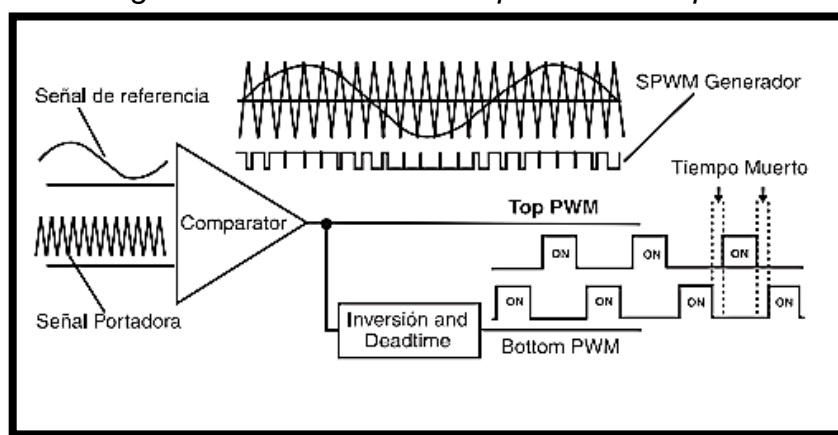 Señal de referencia
SPWM Generador
Tiempo Muerto
Comparator
Top PWM
ON
ON
ON
ON
ON
ON
ON
Señal Portadora
Inversión and
Deadtime
Bottom PWM